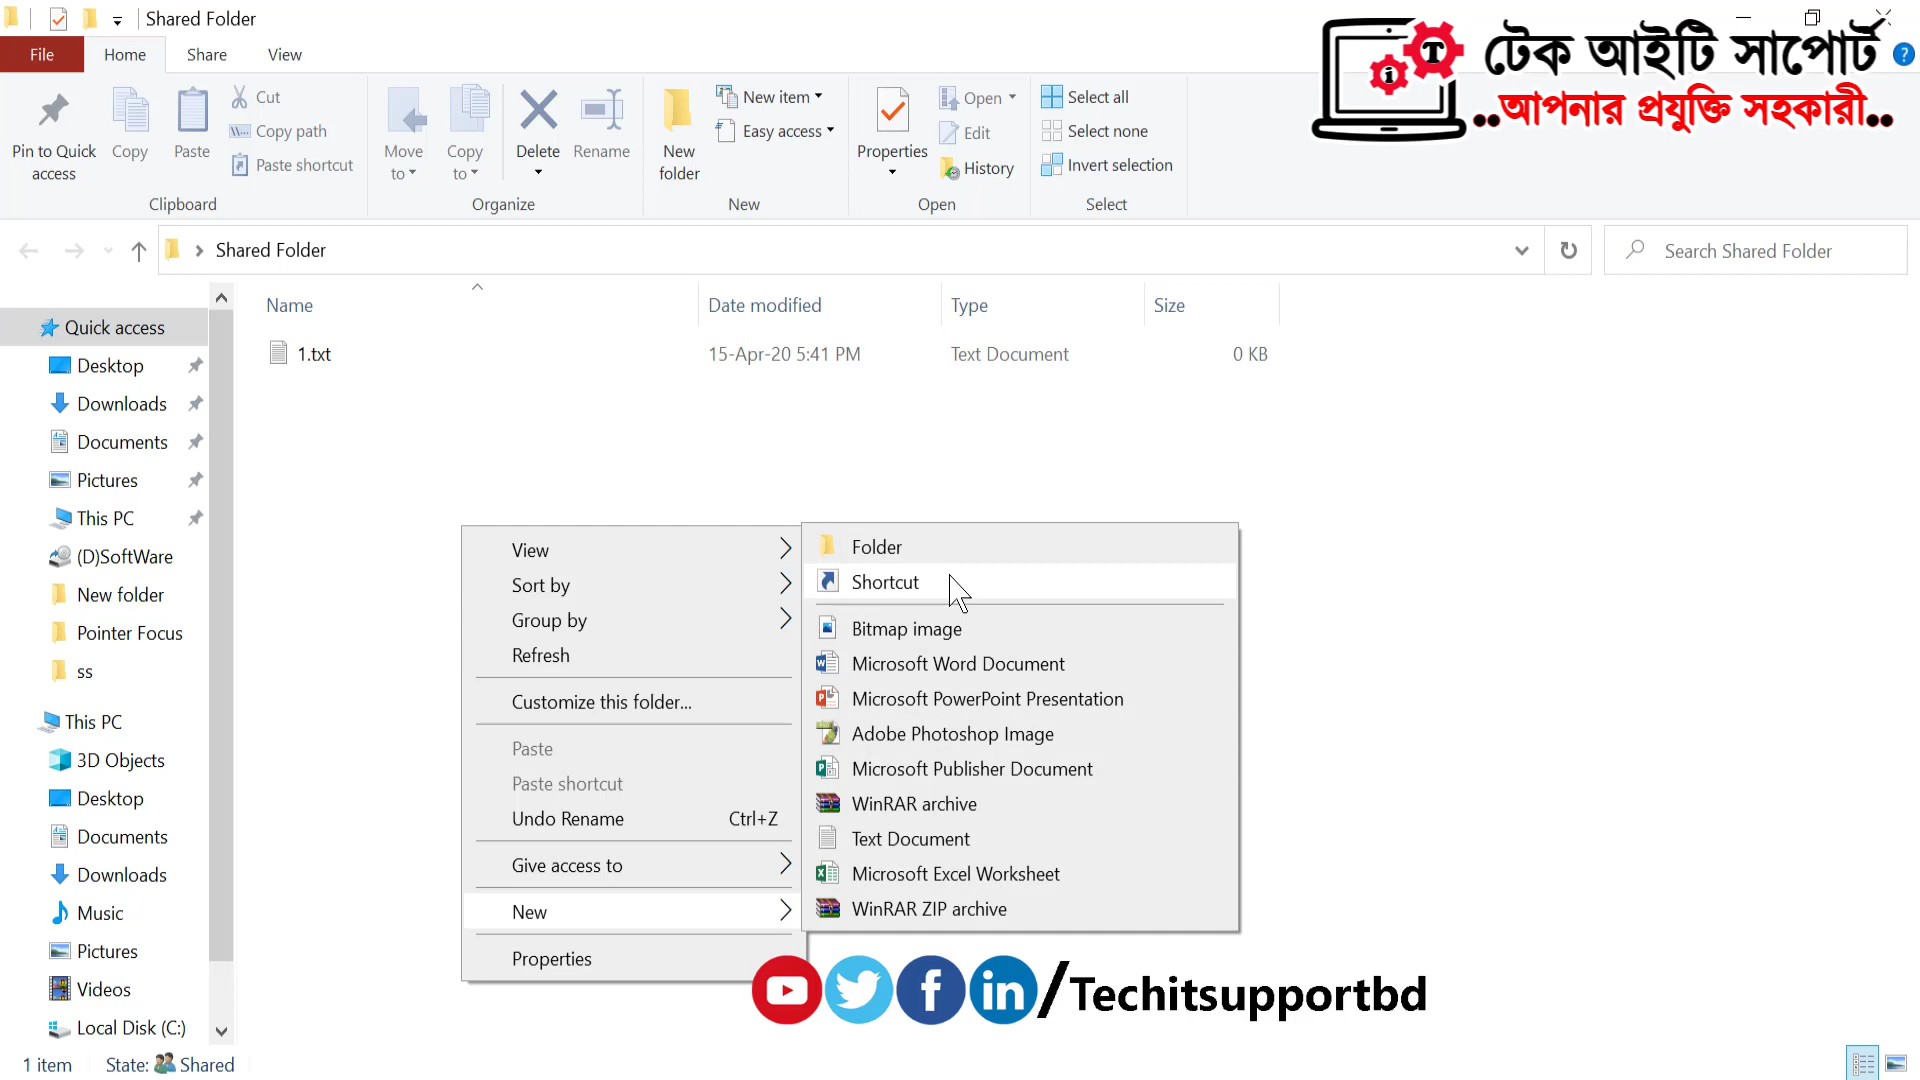 Shared Folder
File
Home
Share
View
টেক আইটি সাপোর্ট
..আপনার প্রযুক্তি সহকারী..
T
i
?
Pin to Quick access
Copy
Paste
Cut
Copy path
Paste shortcut
Clipboard
Move to
Copy to
Delete
Rename
Organize
New folder
New item
Easy access
New
Properties
Open
Edit
History
Open
Select all
Select none
Invert selection
Select
Shared Folder
Search Shared Folder
Name
Date modified
Type
Size
1.txt
15-Apr-20 5:41 PM
Text Document
0 KB
Quick access
Desktop
Downloads
Documents
Pictures
This PC
(D)SoftWare
New folder
Pointer Focus
ss
This PC
3D Objects
Desktop
Documents
Downloads
Music
Pictures
Videos
Local Disk (C:)
View
Sort by
Group by
Refresh
Customize this folder...
Paste
Paste shortcut
Undo Rename Ctrl+Z
Give access to
New
Properties
Folder
Shortcut
Bitmap image
Microsoft Word Document
Microsoft PowerPoint Presentation
Adobe Photoshop Image
Microsoft Publisher Document
WinRAR archive
Text Document
Microsoft Excel Worksheet
WinRAR ZIP archive
/Techitsupportbd
1 item
State: Shared